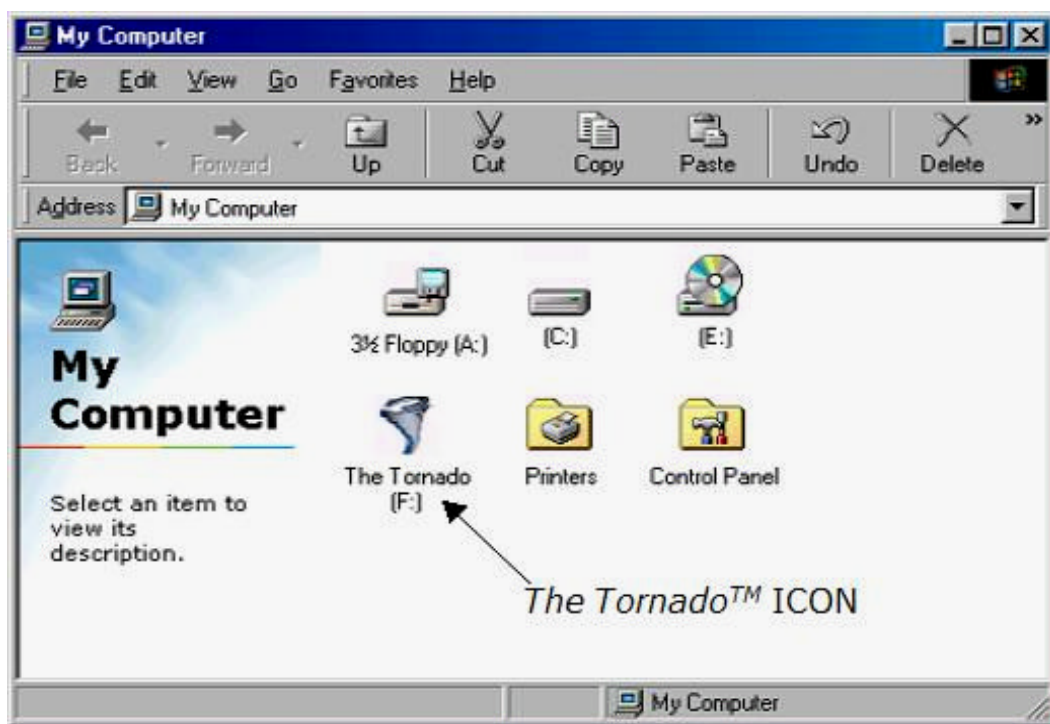 My Computer
File Edit View Go Favorites Help
Back Forward Up Cut Copy Paste Undo Delete »
Address My Computer
3½ Floppy (A:) (C:) (E:)
My
Computer
The Tornado Printers Control Panel
(F:)
Select an item to
view its
description.
The Tornado™ ICON
My Computer